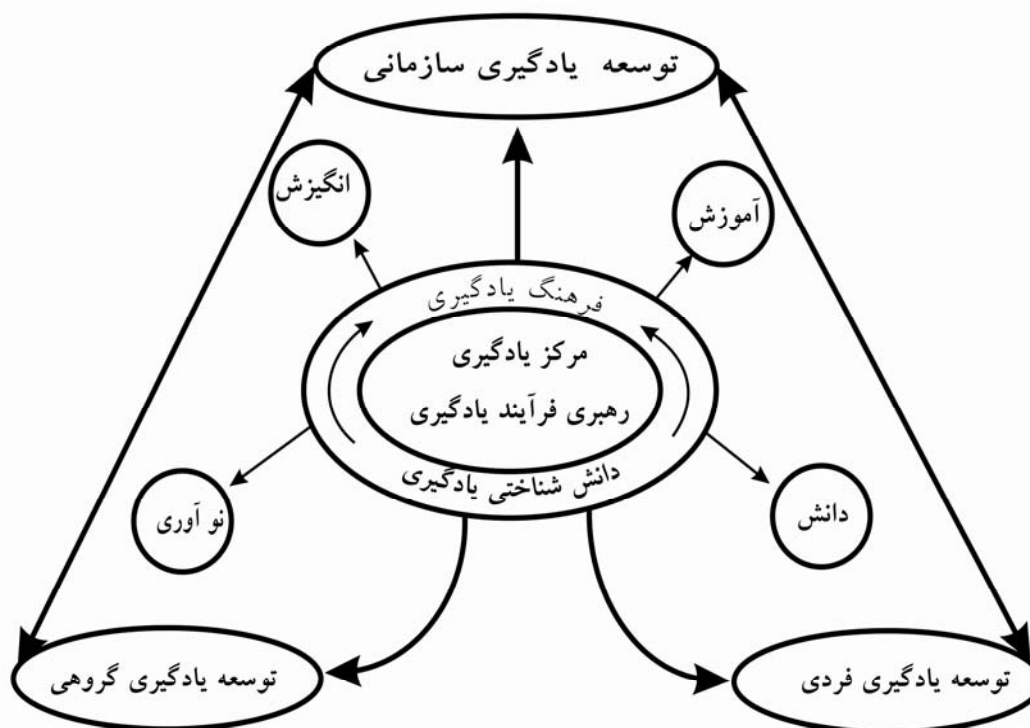 توسعه یادگیری سازمانی
انگیزش
آموزش
فرهنگ یادگیری
مرکز یادگیری
رهبری فرآیند یادگیری
دانش شناختی یادگیری
نو آوری
دانش
توسعه یادگیری گروهی
توسعه یادگیری فردی